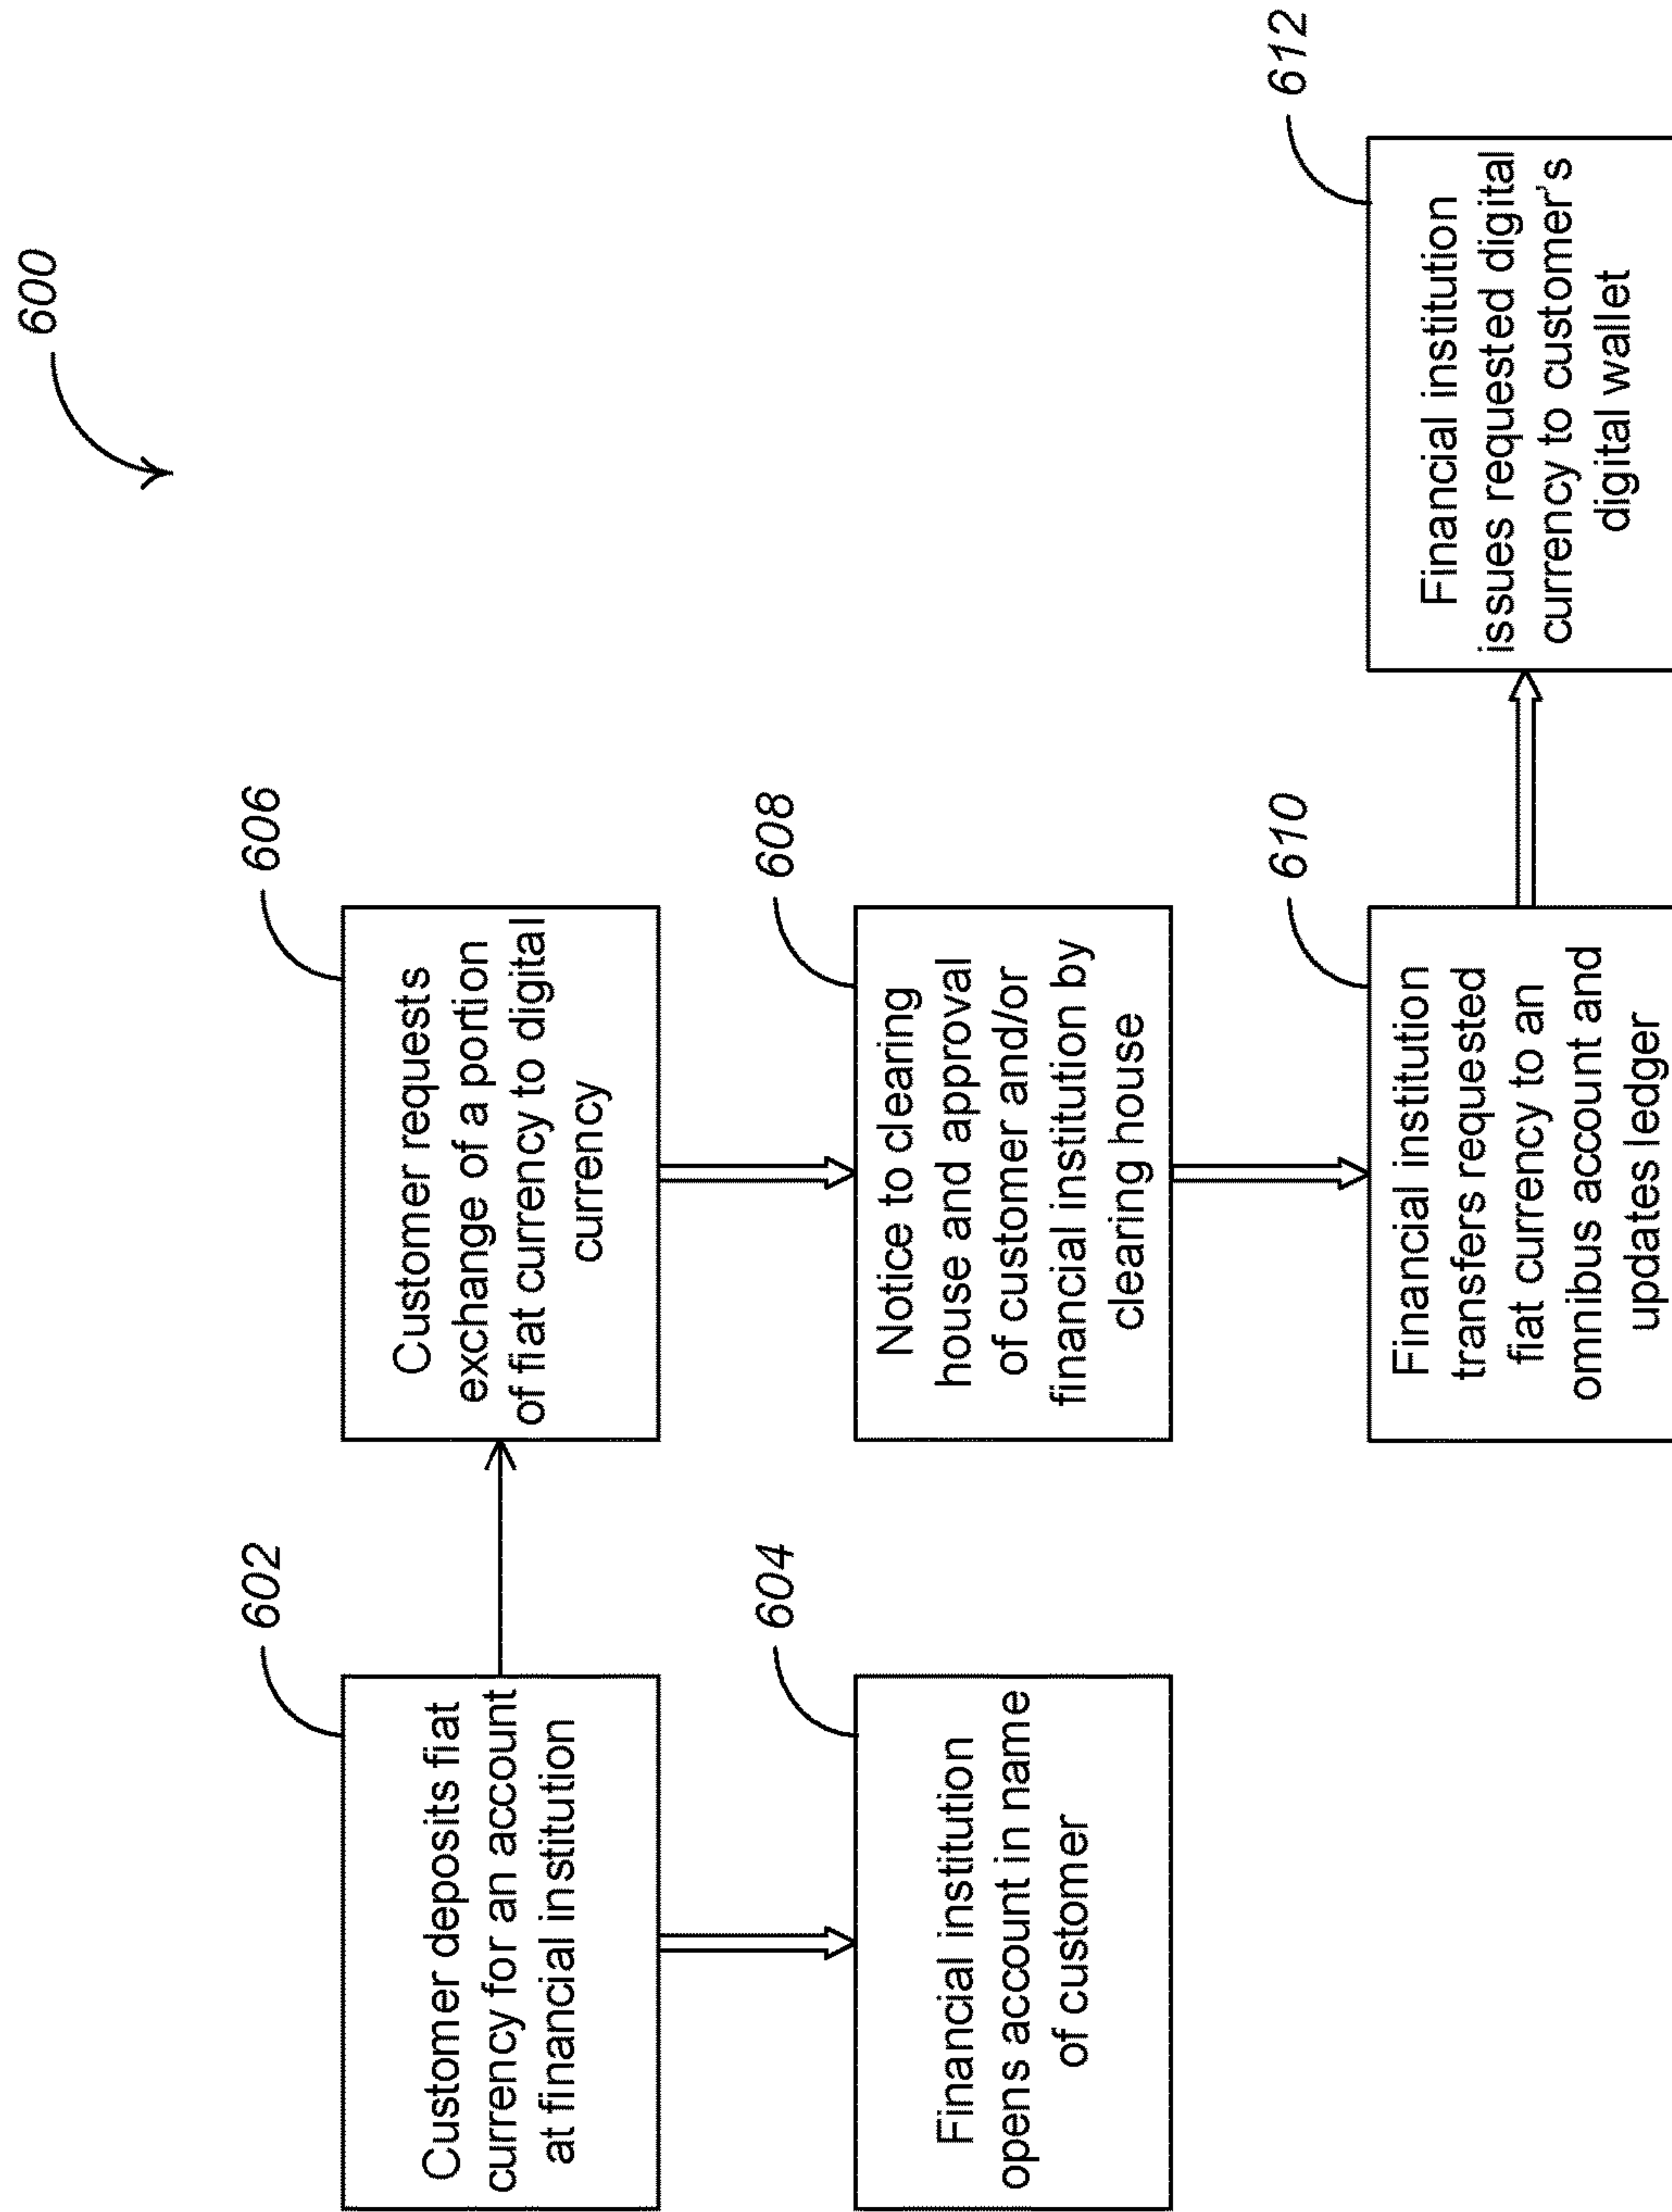 600
602
Customer deposits fiat
currency for an account
at financial institution
604
Financial institution
opens account in name
of customer
606
Customer requests
exchange of a portion
of fiat currency to digital
currency
608
Notice to clearing
house and approval
of customer and/or
financial institution by
clearing house
610
Financial institution
transfers requested
fiat currency to an
omnibus account and
updates ledger
612
Financial institution
issues requested digital
currency to customer's
digital wallet